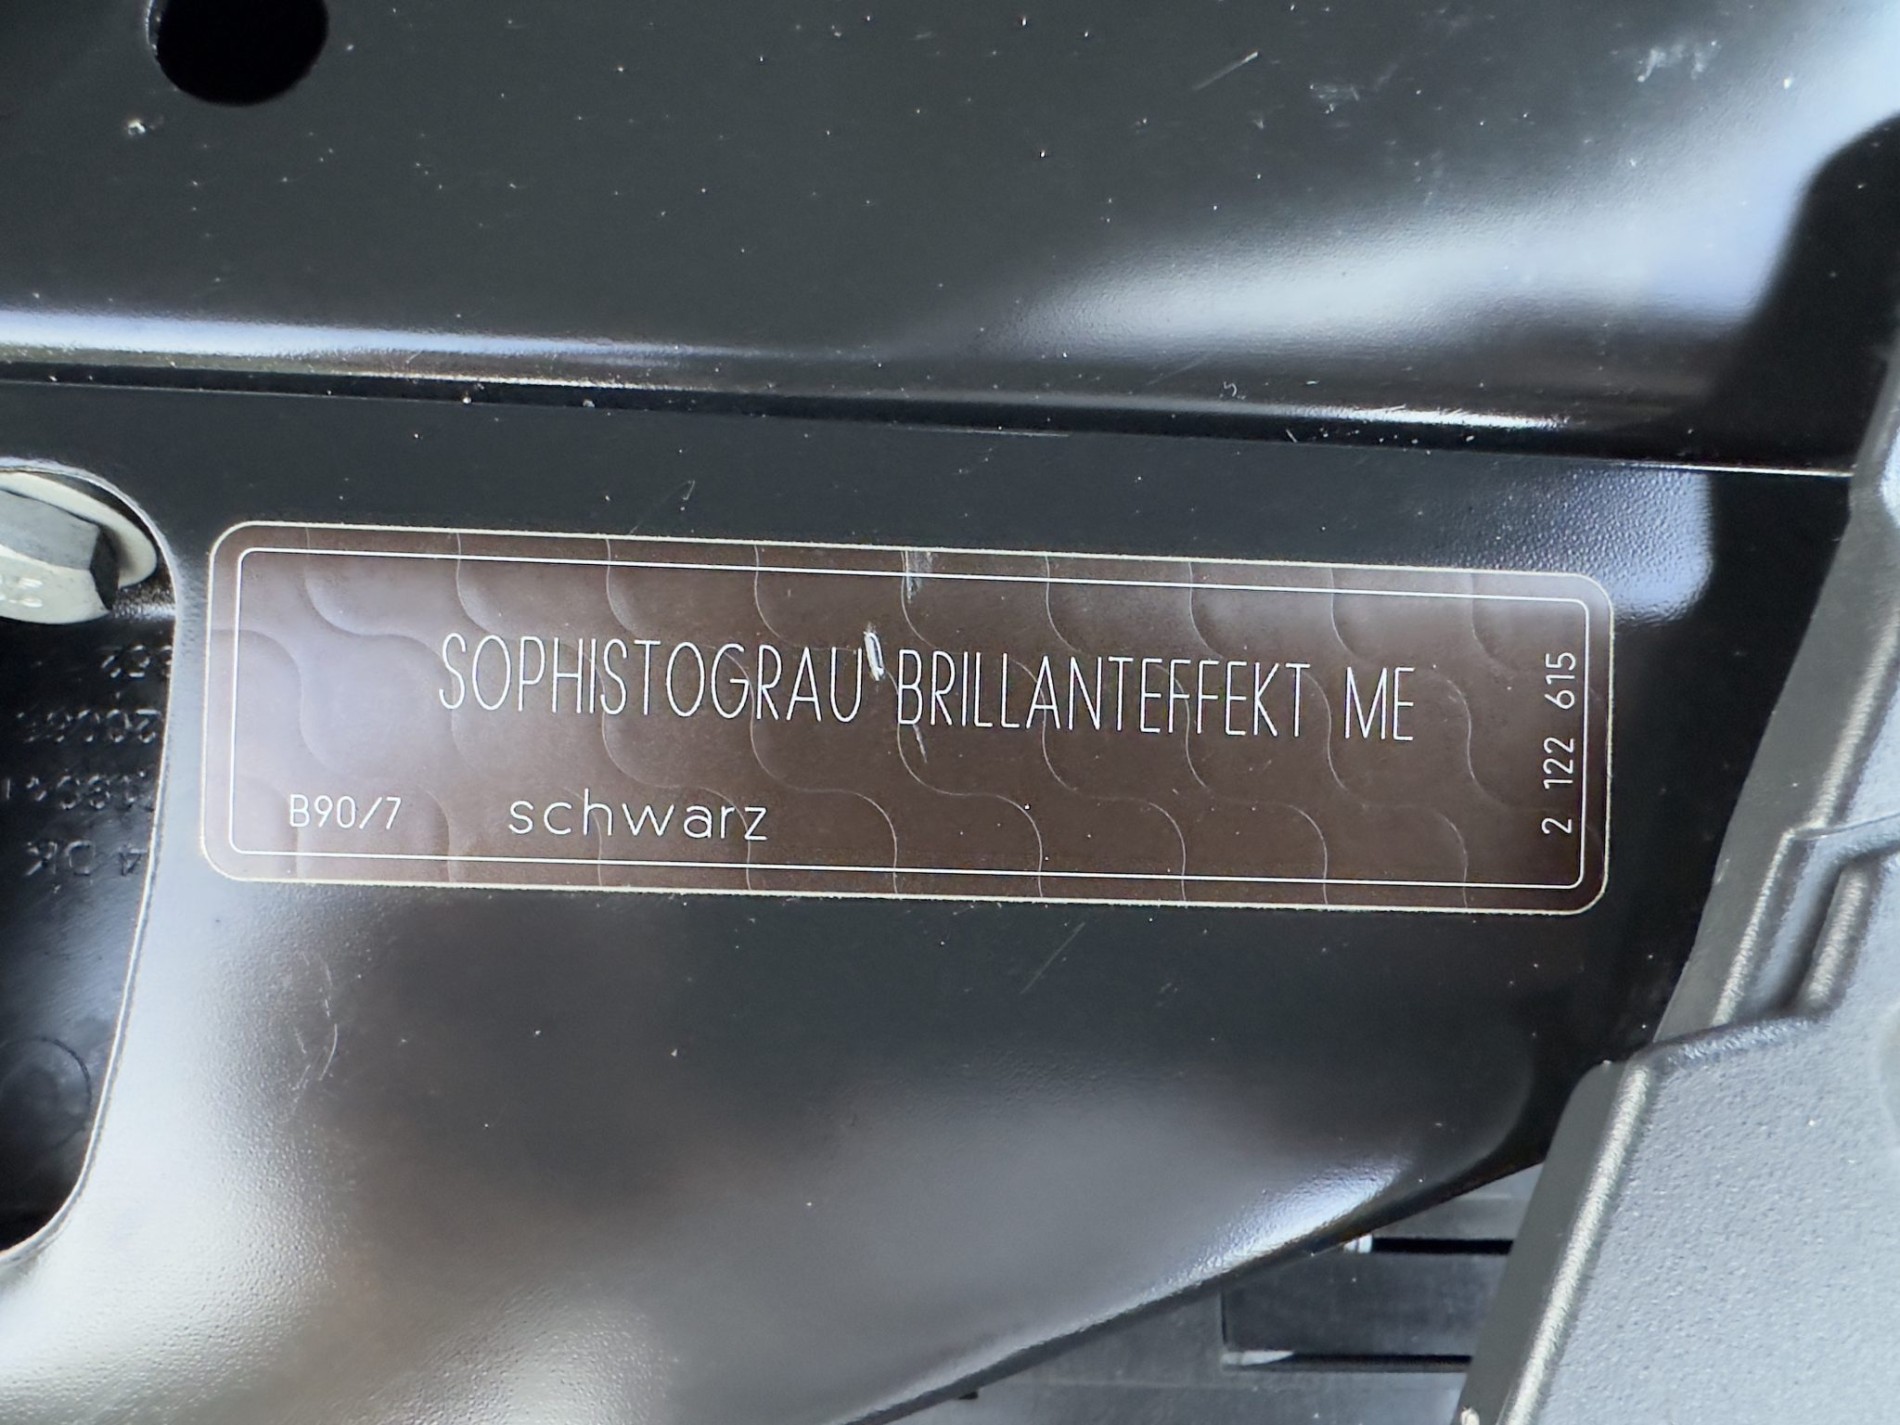 SOPHISTOGRAU BRILLANTEFFEKT ME
B90/7 schwarz
2 122 615